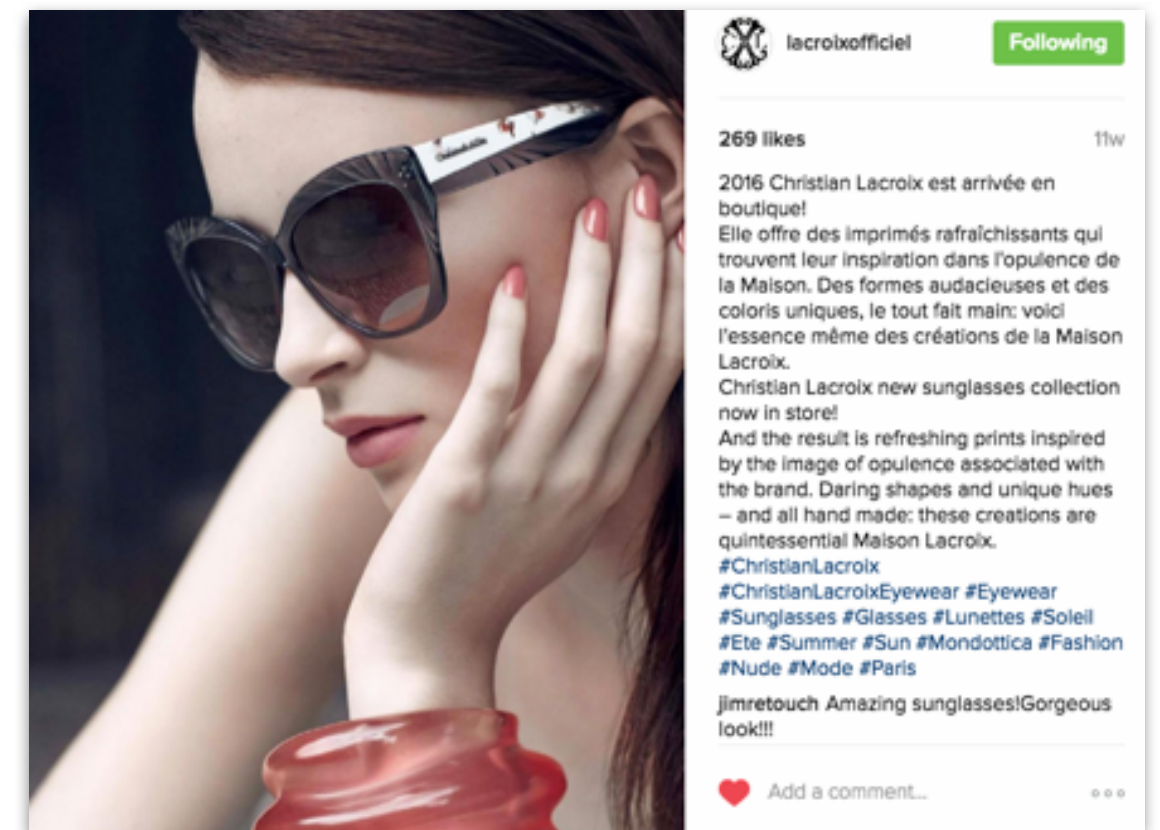 lacroixofficiel
Following
269 likes
11w
2016 Christian Lacroix est arrivée en
boutique!
Elle offre des imprimés rafraîchissants qui
trouvent leur inspiration dans l'opulence de
la Maison. Des formes audacieuses et des
coloris uniques, le tout fait main: voici
l'essence même des créations de la Maison
Lacroix.
Christian Lacroix new sunglasses collection
now in store!
And the result is refreshing prints inspired
by the image of opulence associated with
the brand. Daring shapes and unique hues
– and all hand made: these creations are
quintessential Maison Lacroix.
#ChristianLacroix
#ChristianLacroixEyewear #Eyewear
#Sunglasses #Glasses #Lunettes #Soleil
#Ete #Summer #Sun #Mondottica #Fashion
#Nude #Mode #Paris
jimretouch Amazing sunglasses!Gorgeous
look!!!
Add a comment...